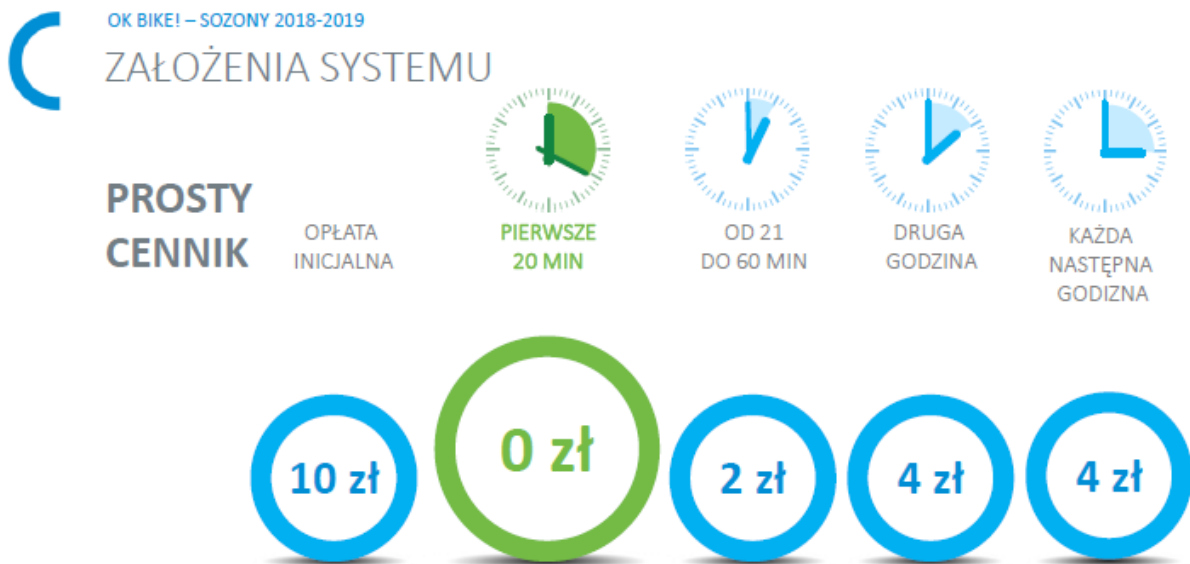 OK BIKE! – SOZONY 2018-2019
ZAŁOŻENIA SYSTEMU
PROSTY
CENNIK
OPŁATA
INICJALNA
PIERWSZE
20 MIN
OD 21
DO 60 MIN
DRUGA
GODZINA
KAŻDA
NASTĘPNA
GODIZNA
10 zł
0 zł
2 zł
4 zł
4 zł